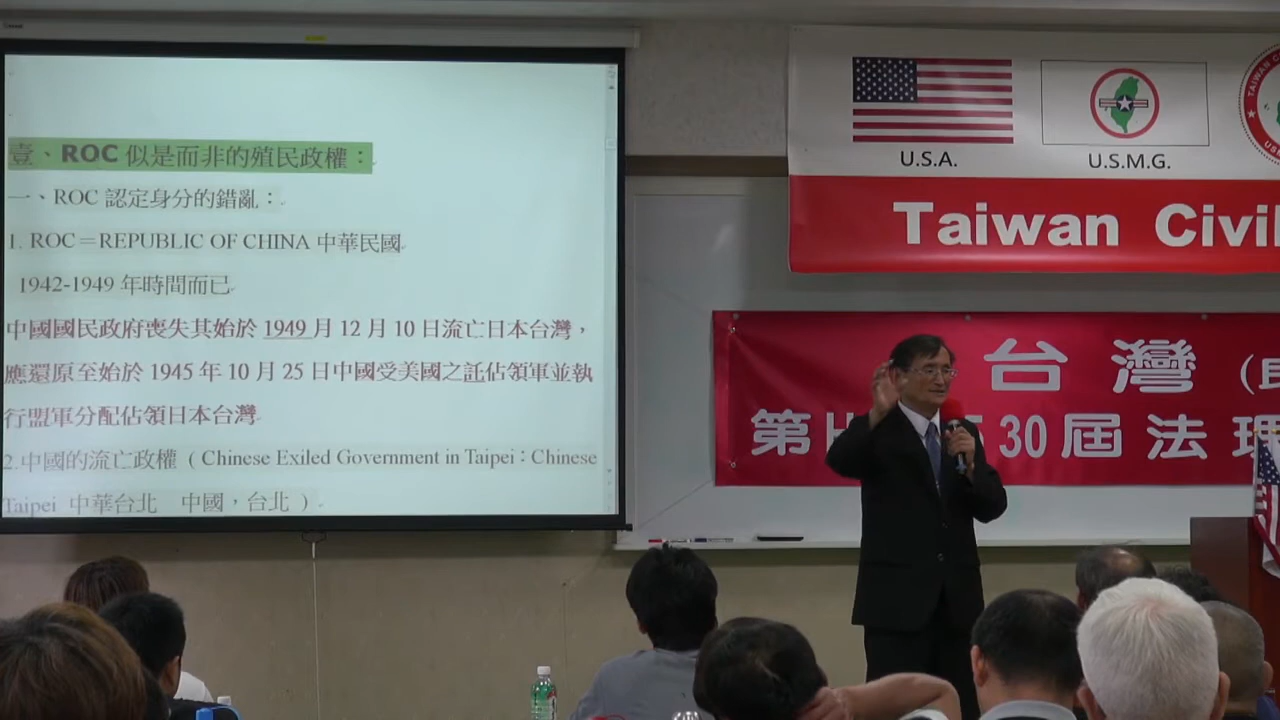 壹、ROC 似是而非的殖民政權：
一、ROC 認定身分的錯亂：
1. ROC＝REPUBLIC OF CHINA 中華民國
1942-1949 年時間而已
中國國民政府喪失其始於 1949 月 12 月 10 日流亡日本台灣，
應還原至始於 1945 年 10 月 25 日中國受美國之託佔領軍並執
行盟軍分配佔領日本台灣
2.中國的流亡政權（Chinese Exiled Government in Taipei：Chinese
Taipei 中華台北 中國，台北）
U.S.A.
U.S.M.G.
TAIWAN
Taiwan Civil
台灣（
第 30 屆法理